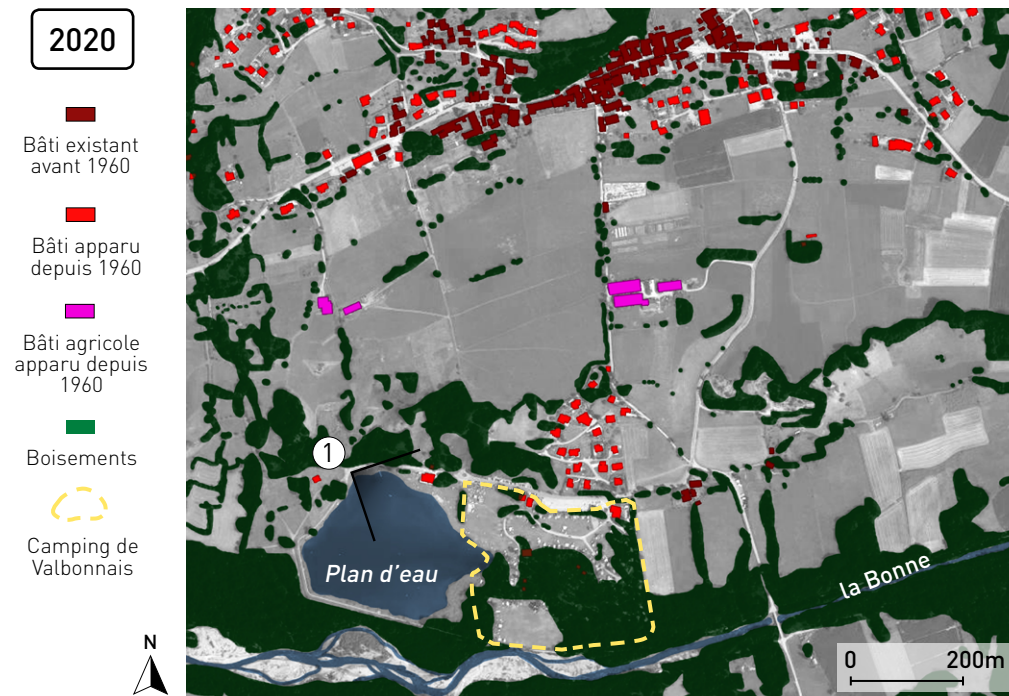 2020
Bâti existant
avant 1960
Bâti apparu
depuis 1960
Bâti agricole
apparu depuis
1960
Boisements
Camping de
Valbonnais
N
1
Plan d'eau
la Bonne
0 200m